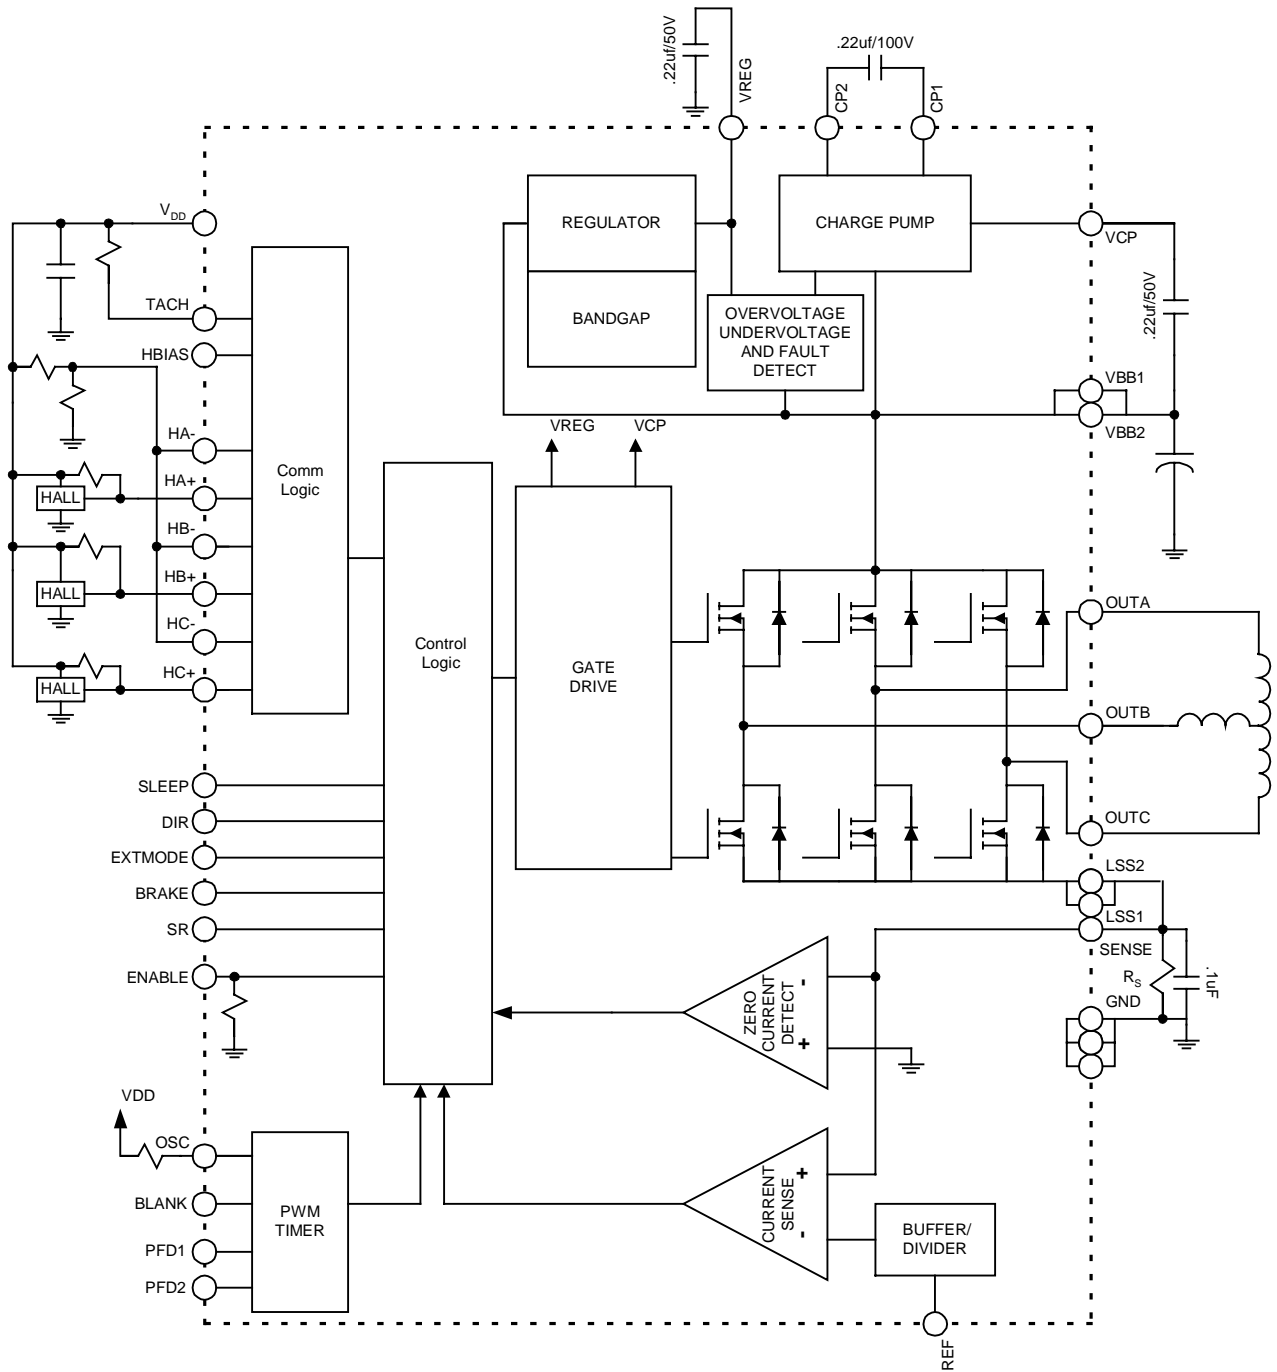 .22uf/50V
VREG
.22uf/100V
CP2
CP1
VDD
REGULATOR
CHARGE PUMP
VCP
TACH
BANDGAP
OVERVOLTAGE
UNDERVOLTAGE
AND FAULT
DETECT
.22uf/50V
HBIAS
VBB1
VBB2
HA-
VREG
VCP
Comm
Logic
HALL
HA+
HB-
HALL
HB+
OUTA
HC-
Control
Logic
GATE
DRIVE
HALL
HC+
OUTB
SLEEP
DIR
OUTC
EXTMODE
LSS2
BRAKE
LSS1
SR
SENSE
ENABLE
ZERO
CURRENT
DETECT
-
+
RS
.1uF
GND
VDD
OSC
BLANK
PWM
TIMER
CURRENT
SENSE
+
-
BUFFER/
DIVIDER
PFD1
PFD2
REF